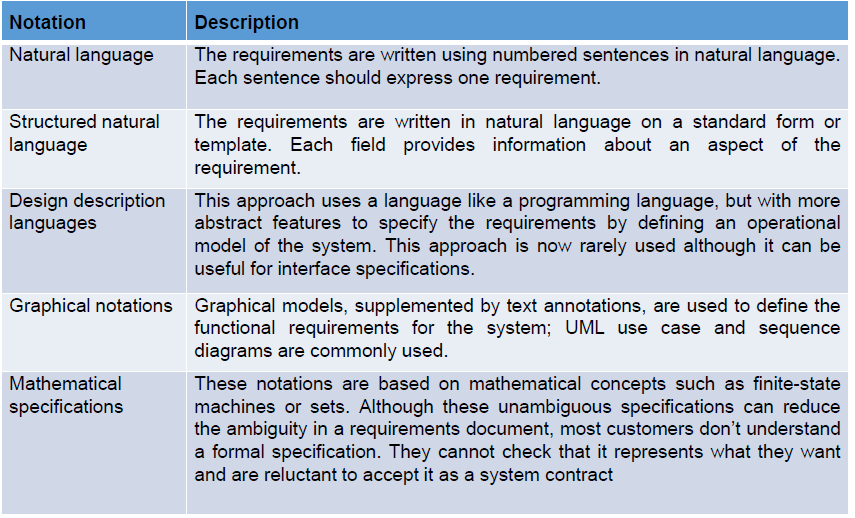 Notation Description
Natural language The requirements are written using numbered sentences in natural language.
Each sentence should express one requirement.
Structured natural The requirements are written in natural language on a standard form or
language template. Each field provides information about an aspect of the
requirement.
Design description This approach uses a language like a programming language, but with more
languages abstract features to specify the requirements by defining an operational
model of the system. This approach is now rarely used although it can be
useful for interface specifications.
Graphical notations Graphical models, supplemented by text annotations, are used to define the
functional requirements for the system; UML use case and sequence
diagrams are commonly used.
Mathematical These notations are based on mathematical concepts such as finite-state
specifications machines or sets. Although these unambiguous specifications can reduce
the ambiguity in a requirements document, most customers don’t understand
a formal specification. They cannot check that it represents what they want
and are reluctant to accept it as a system contract